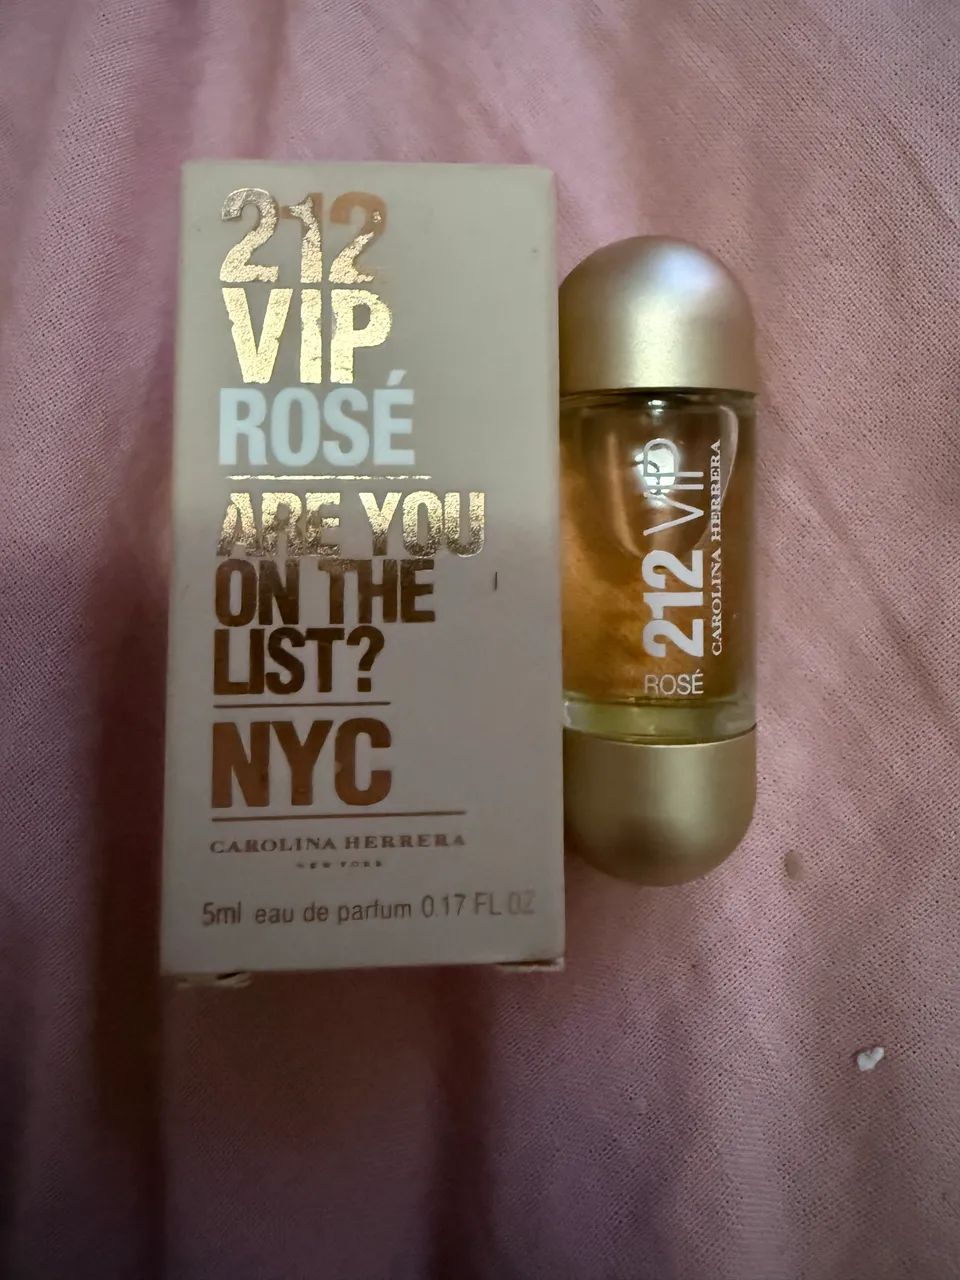 212
VIP
ROSÉ
ARE YOU
ON THE
LIST?
NYC
CAROLINA HERRERA
NEW YORK
5ml eau de parfum 0.17 FL OZ
212 VIP
CAROLINA HERRERA
ROSÉ